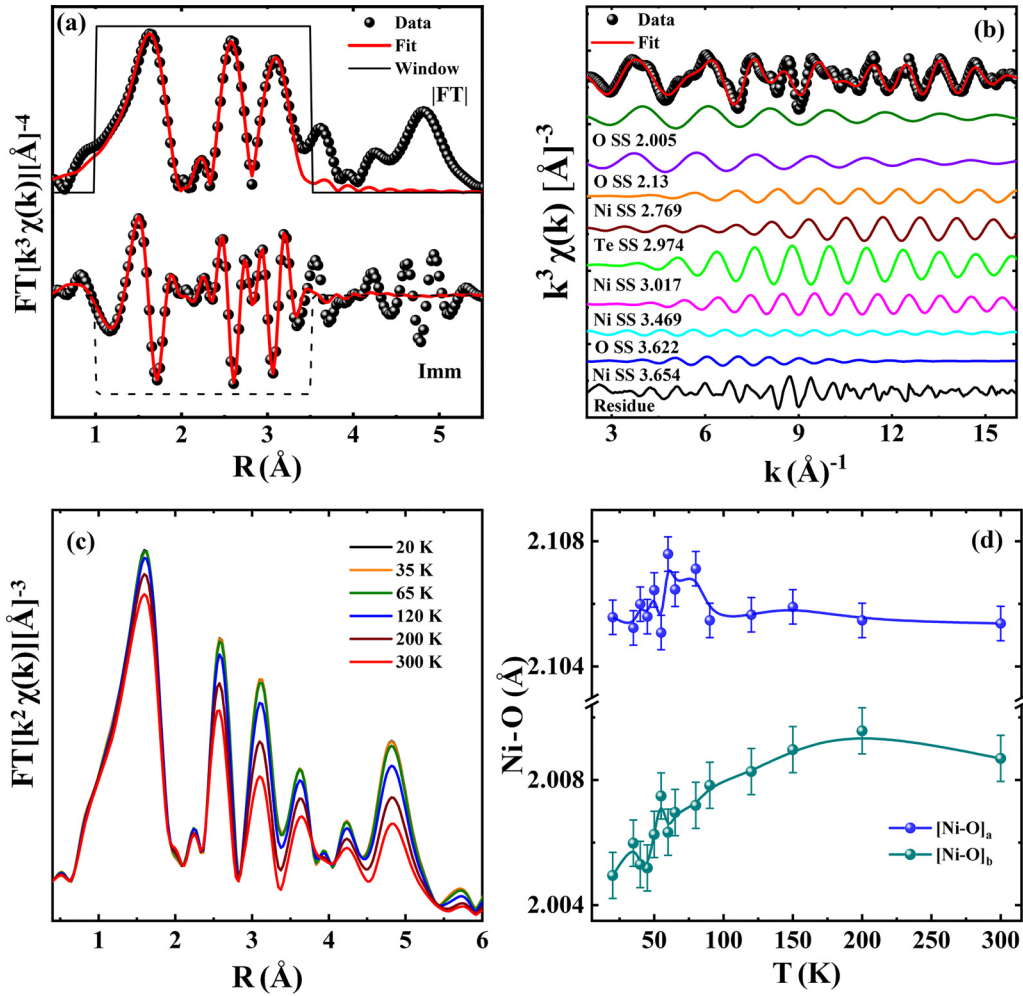 (a)
Data
Fit
Window
|FT|
Imm
FT[k³ χ(k)][Å]⁻⁴
1 2 3 4 5
R (Å)
(b)
Data
Fit
O SS 2.005
O SS 2.13
Ni SS 2.769
Te SS 2.974
Ni SS 3.017
Ni SS 3.469
O SS 3.622
Ni SS 3.654
Residue
k³ χ(k) [Å]⁻³
3 6 9 12 15
k (Å)⁻¹
(c)
20 K
35 K
65 K
120 K
200 K
300 K
FT[k² χ(k)][Å]⁻³
1 2 3 4 5 6
R (Å)
(d)
2.108
2.104
2.008
2.004
Ni-O (Å)
[Ni-O]a
[Ni-O]b
50 100 150 200 250 300
T (K)